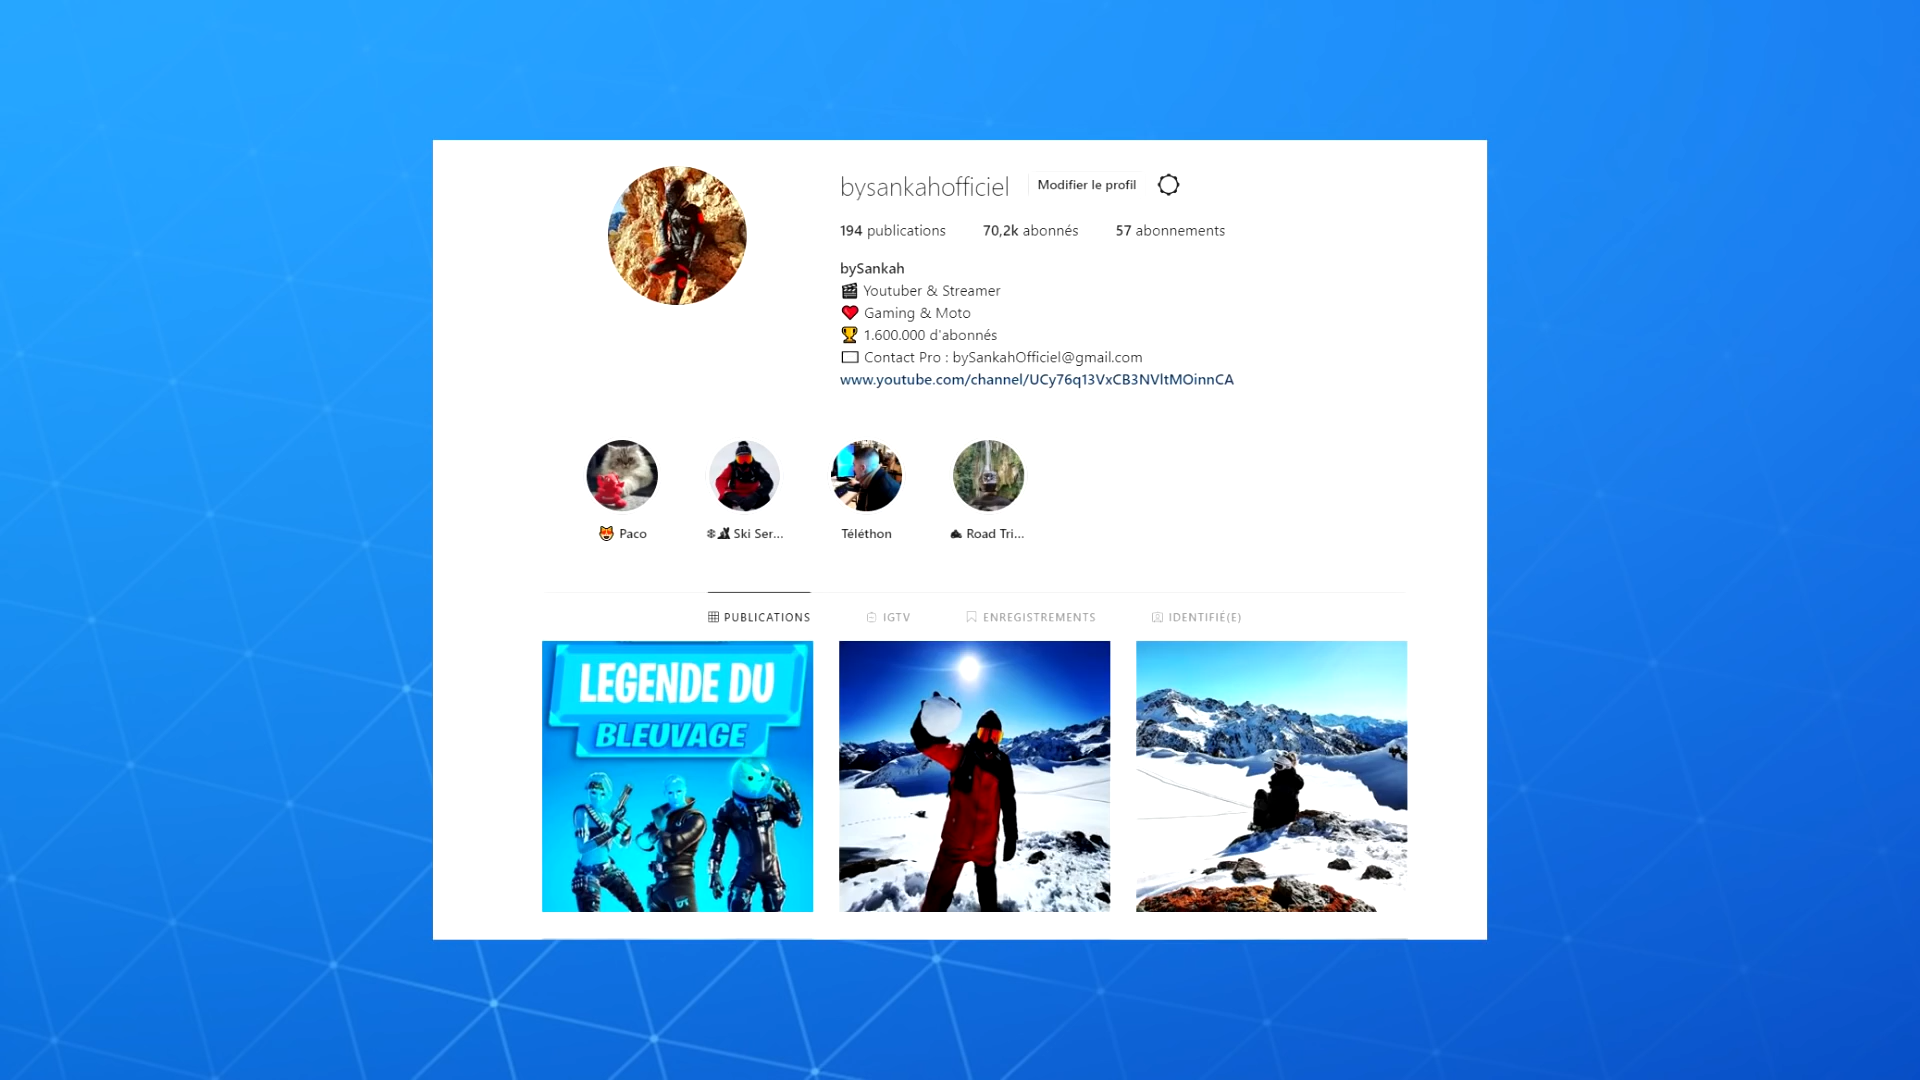 bysankahofficiel Modifier le profil
194 publications 70,2k abonnés 57 abonnements
bySankah
🎬 Youtuber & Streamer
❤️ Gaming & Moto
🏆 1.600.000 d'abonnés
Contact Pro : bySankahOfficiel@gmail.com
www.youtube.com/channel/UCy76q13VxCB3NVltMOinnCA
😻 Paco
Ski Ser...
Téléthon
Road Tri...
PUBLICATIONS IGTV ENREGISTREMENTS IDENTIFIÉ(E)
LEGENDE DU
BLEUVAGE